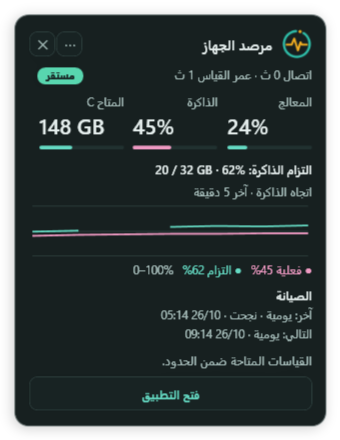 مرصد الجهاز
اتصال 0 ث · عمر القياس 1 ث
مستقر
المعالج
24%
الذاكرة
45%
المتاح C
148 GB
التزام الذاكرة: 62% · 20 / 32 GB
اتجاه الذاكرة · آخر 5 دقيقة
● فعلية 45% ● التزام 62% 0–100%
الصيانة
آخر: يومية · نجحت · 26/10 05:14
التالي: يومية · 26/10 09:14
القياسات المتاحة ضمن الحدود.
فتح التطبيق